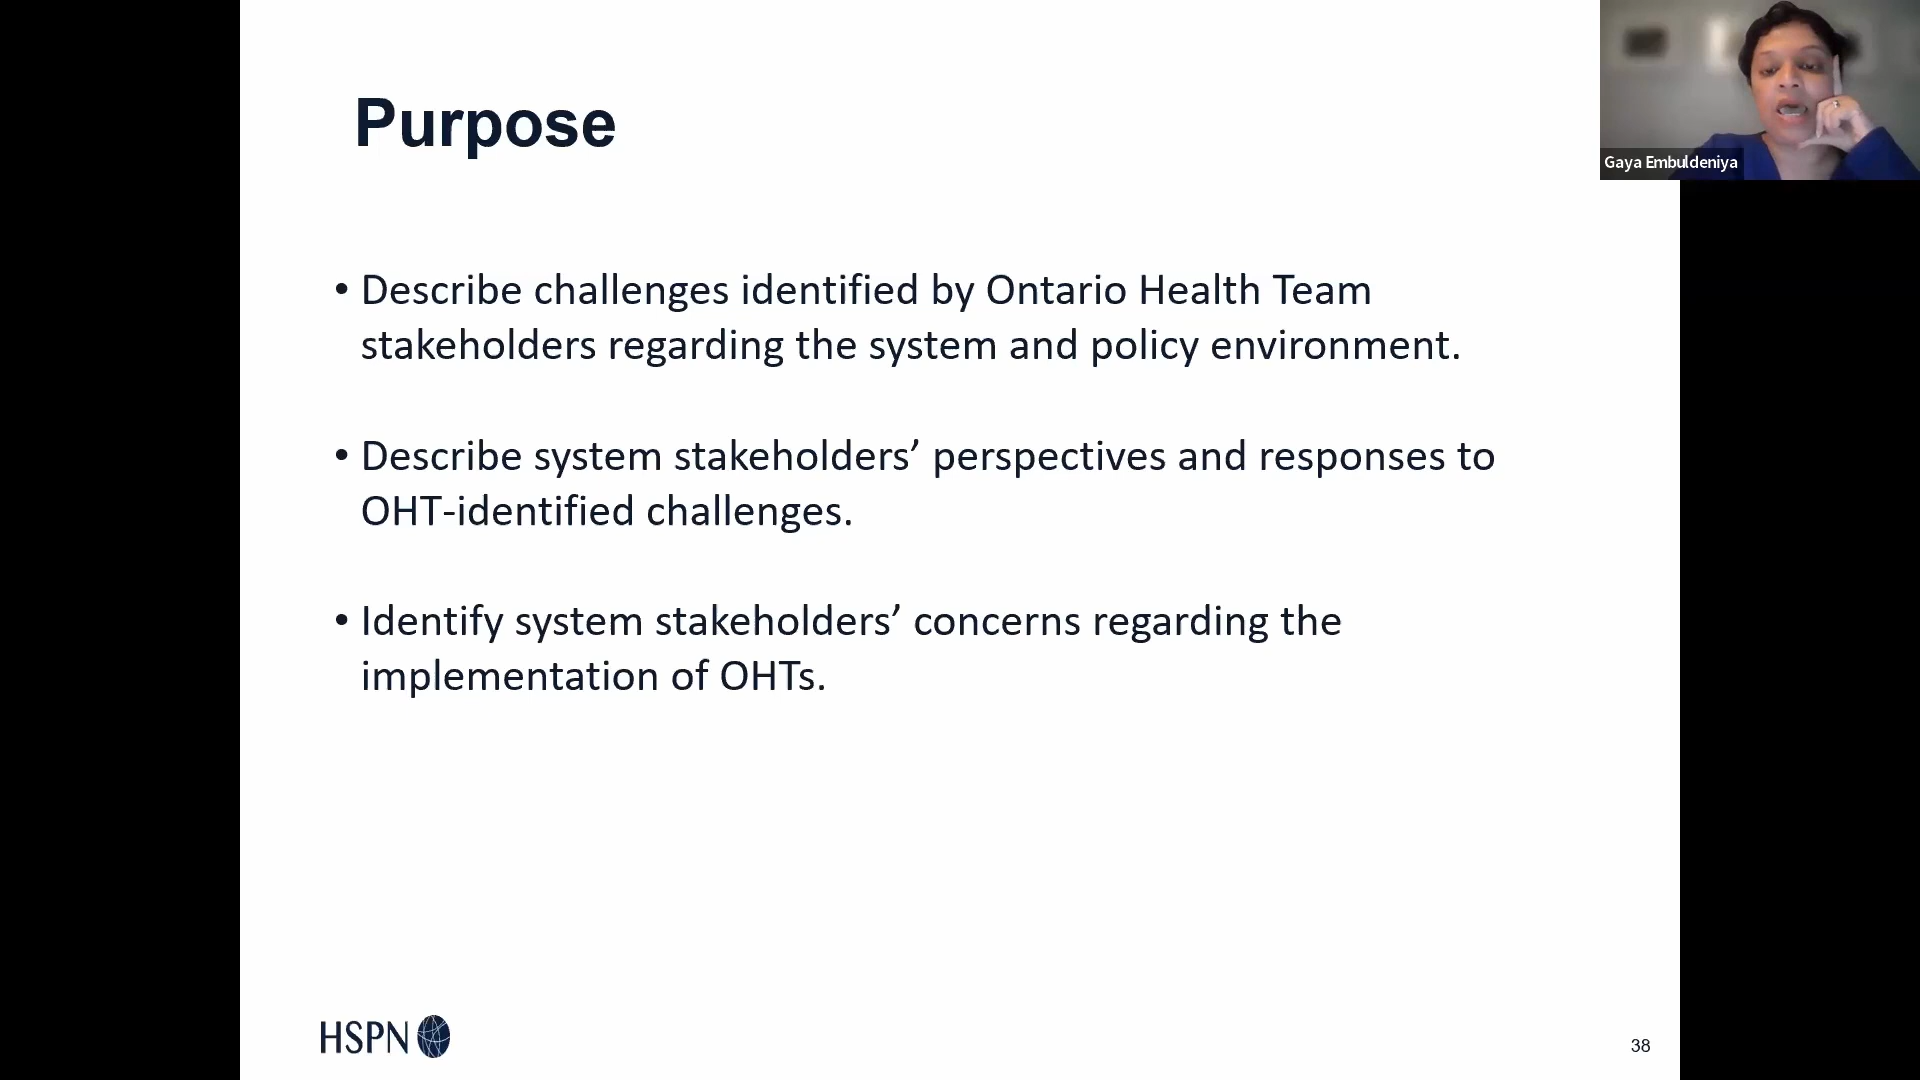 Purpose
Gaya Embuldeniya
• Describe challenges identified by Ontario Health Team
stakeholders regarding the system and policy environment.
• Describe system stakeholders’ perspectives and responses to
OHT-identified challenges.
• Identify system stakeholders’ concerns regarding the
implementation of OHTs.
HSPN
38